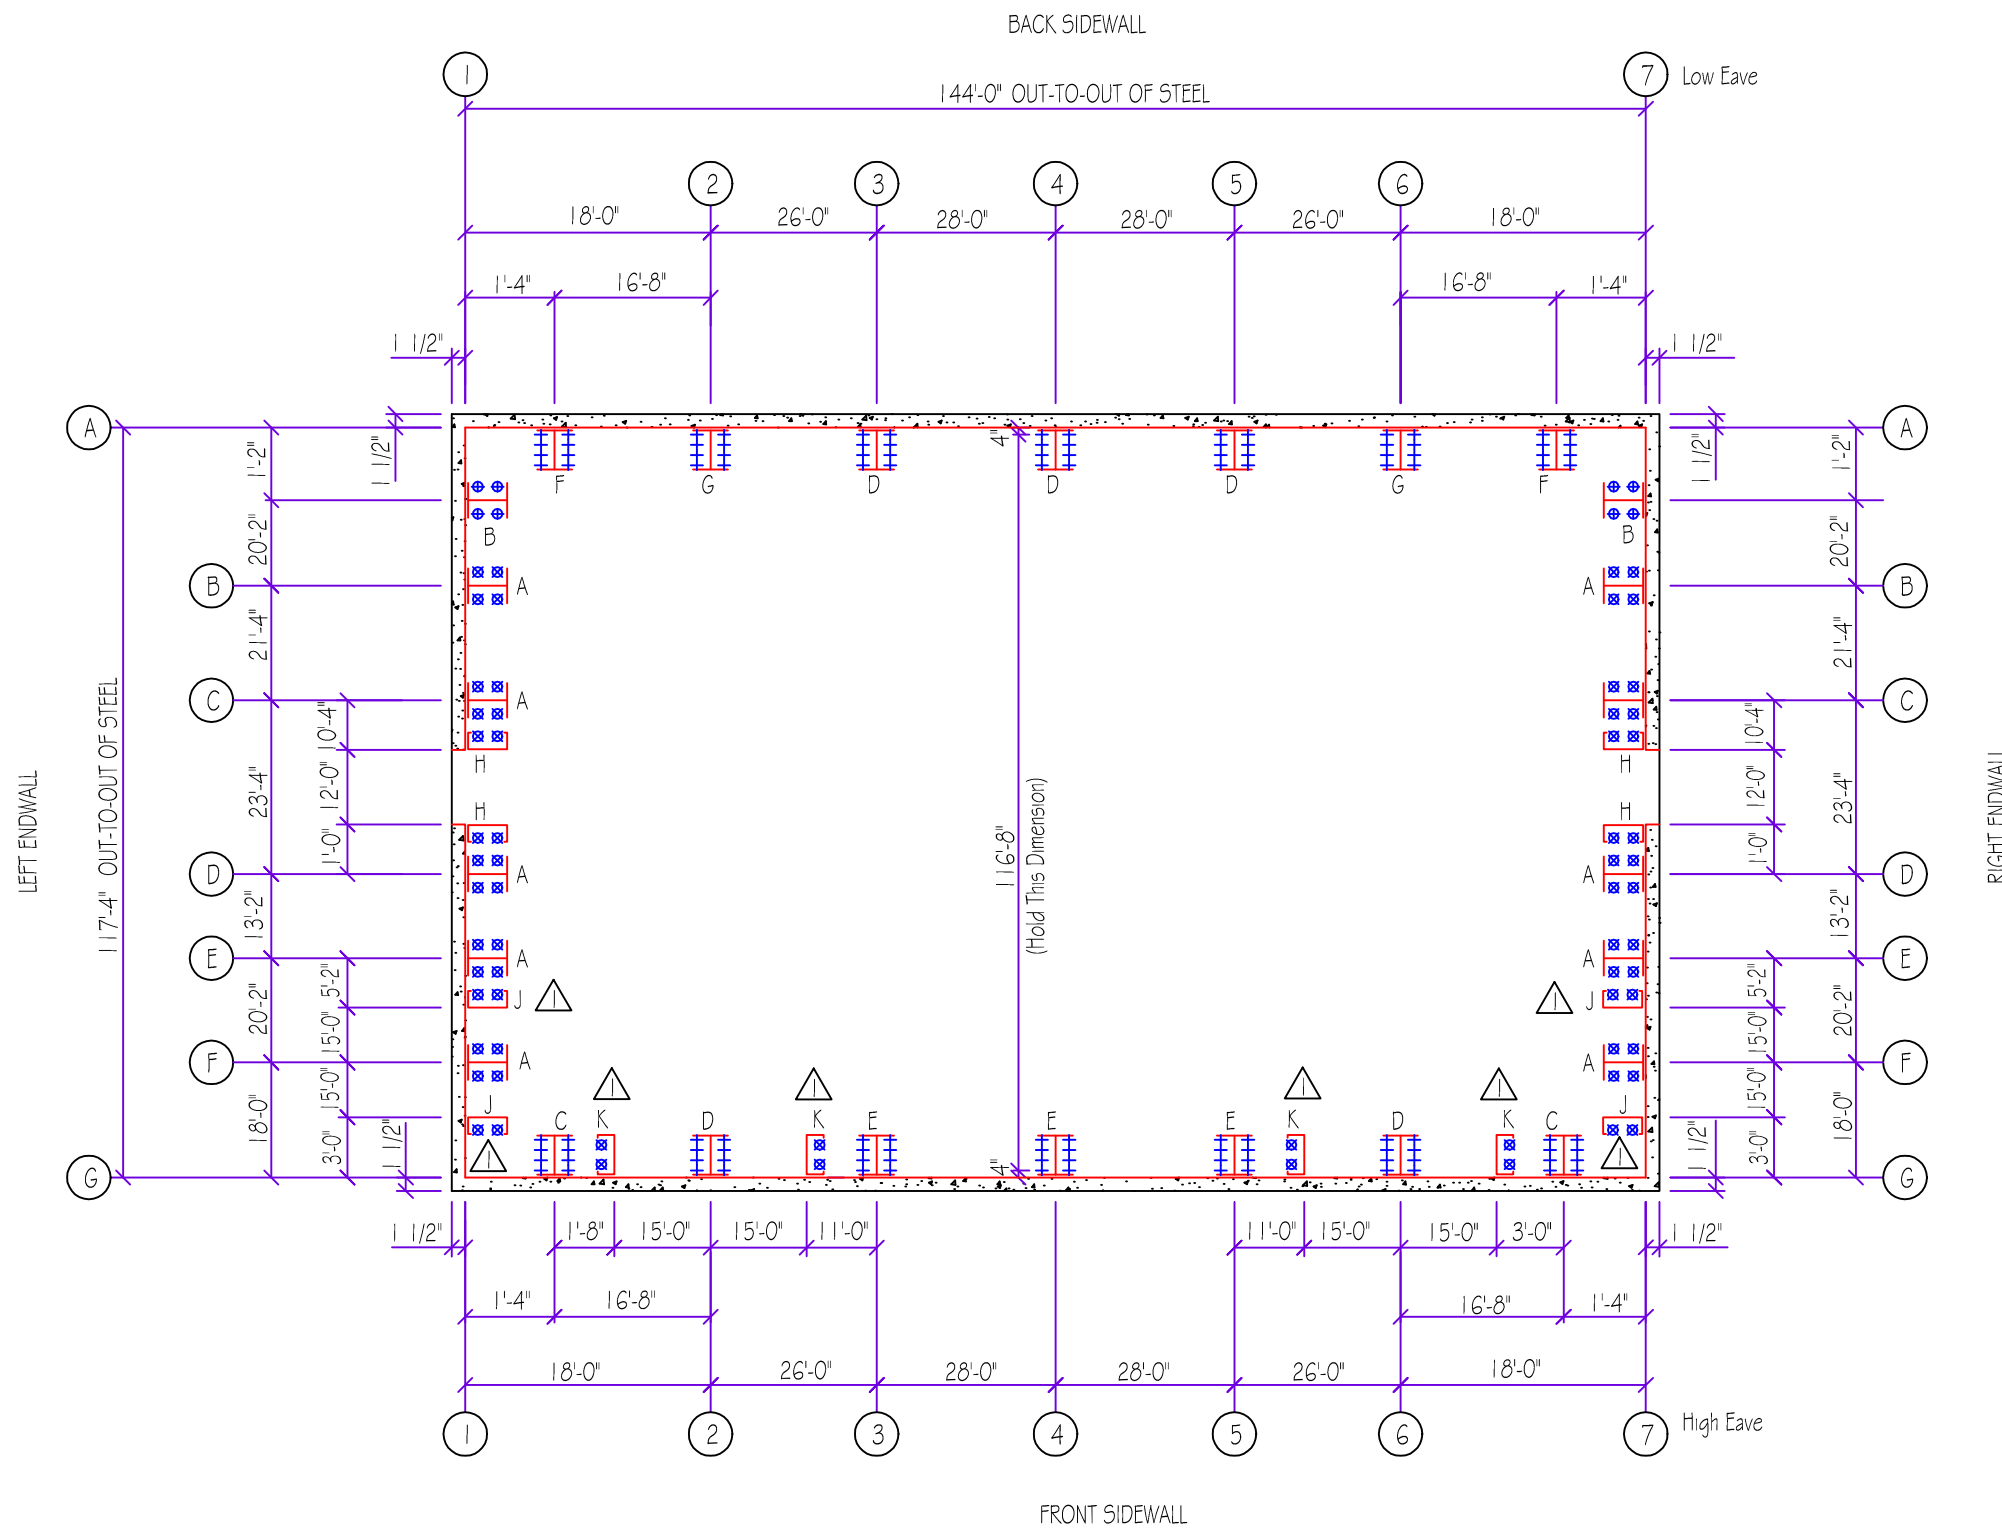 BACK SIDEWALL
1
7
Low Eave
144'-0" OUT-TO-OUT OF STEEL
2
3
4
5
6
18'-0"
26'-0"
28'-0"
28'-0"
26'-0"
18'-0"
1'-4"
16'-8"
16'-8"
1'-4"
1 1/2"
1 1/2"
A
1'-2"
1 1/2"
4"
1 1/2"
1'-2"
A
F
G
D
D
D
G
F
B
B
20'-2"
20'-2"
B
A
A
B
21'-4"
21'-4"
C
A
C
10'-4"
10'-4"
H
H
LEFT ENDWALL
117'-4" OUT-TO-OUT OF STEEL
23'-4"
12'-0"
116'-8"
(Hold This Dimension)
12'-0"
23'-4"
RIGHT ENDWALL
H
H
1'-0"
1'-0"
D
A
A
D
13'-2"
13'-2"
E
A
A
E
5'-2"
5'-2"
J
1
1
J
20'-2"
15'-0"
15'-0"
20'-2"
F
A
A
F
1
1
1
1
18'-0"
15'-0"
15'-0"
18'-0"
J
J
C
K
D
K
E
E
E
K
D
K
C
3'-0"
1 1/2"
1
4"
1
1 1/2"
3'-0"
G
G
1 1/2"
1'-8"
15'-0"
15'-0"
11'-0"
11'-0"
15'-0"
15'-0"
3'-0"
1 1/2"
1'-4"
16'-8"
16'-8"
1'-4"
18'-0"
26'-0"
28'-0"
28'-0"
26'-0"
18'-0"
1
2
3
4
5
6
7
High Eave
FRONT SIDEWALL